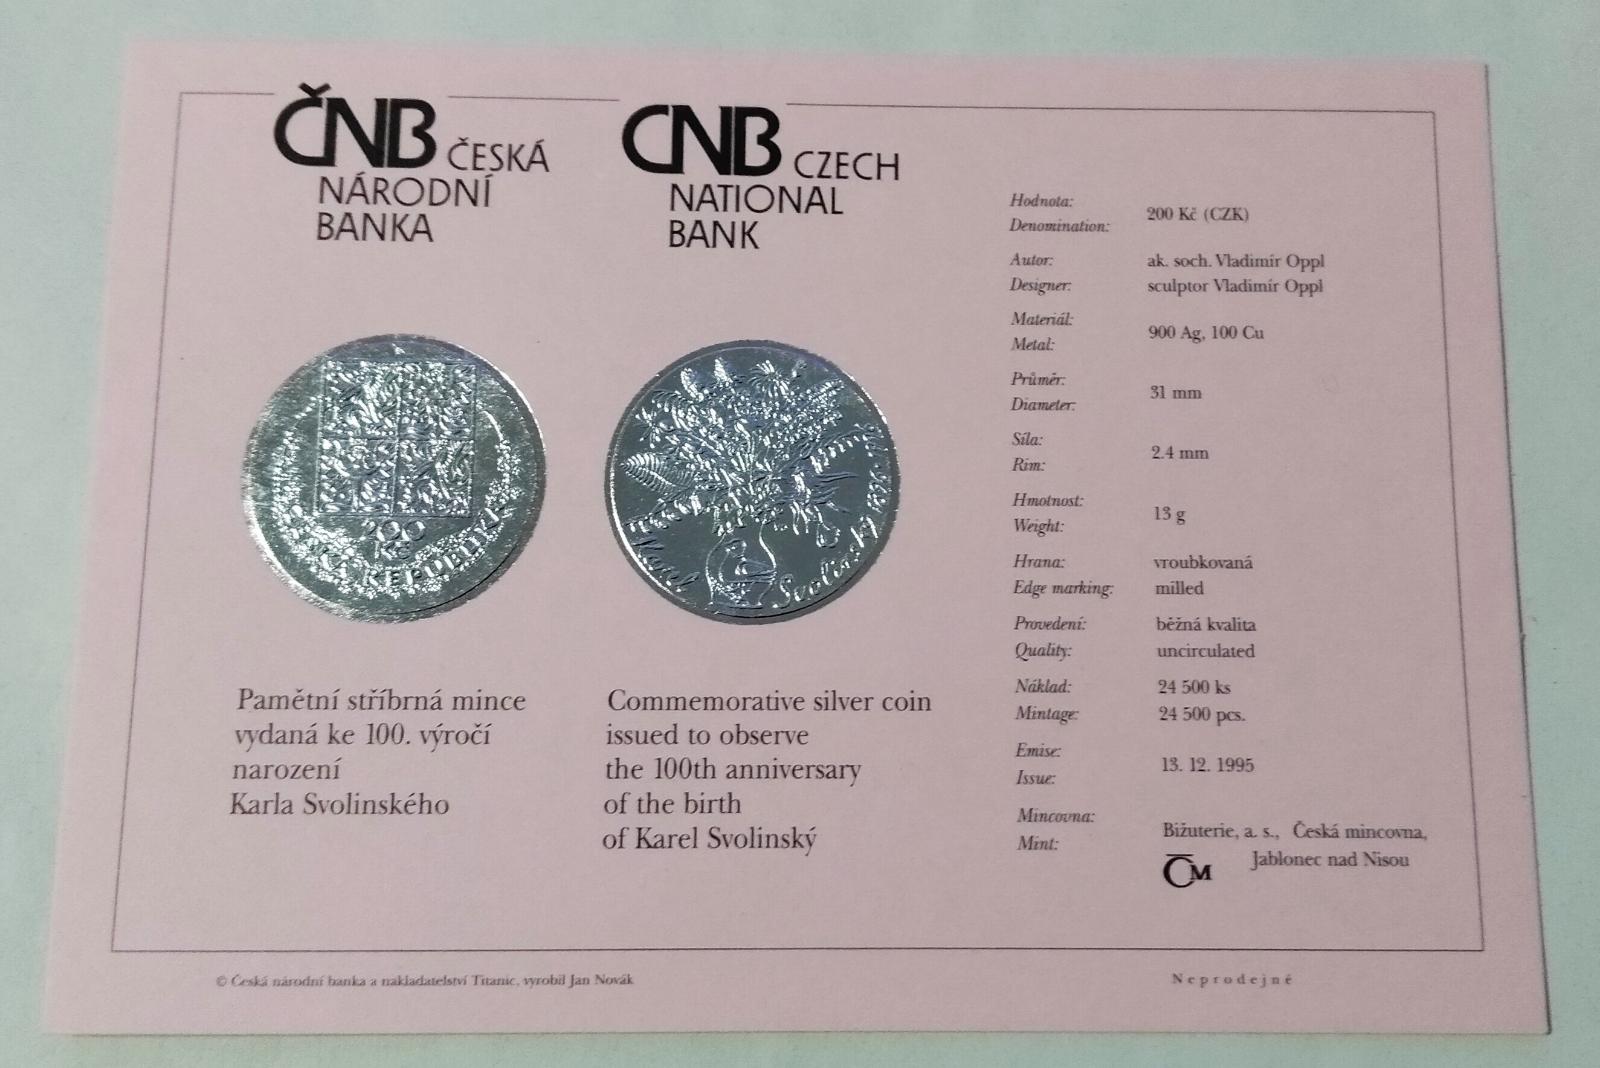 ČNB ČESKÁ
NÁRODNÍ
BANKA
CNB CZECH
NATIONAL
BANK
200
Kč
REPUBLIKA
Karel Svolinský
Pamětní stříbrná mince
vydaná ke 100. výročí
narození
Karla Svolinského
Commemorative silver coin
issued to observe
the 100th anniversary
of the birth
of Karel Svolinský
Hodnota:
Denomination:
200 Kč (CZK)
Autor:
ak. soch. Vladimír Oppl
Designer:
sculptor Vladimír Oppl
Materiál:
Metal:
900 Ag, 100 Cu
Průměr:
Diameter:
31 mm
Síla:
Rim:
2.4 mm
Hmotnost:
Weight:
13 g
Hrana:
vroubkovaná
Edge marking:
milled
Provedení:
běžná kvalita
Quality:
uncirculated
Náklad:
24 500 ks
Mintage:
24 500 pcs.
Emise:
Issue:
13. 12. 1995
Mincovna:
Mint:
Bižuterie, a. s., Česká mincovna,
Jablonec nad Nisou
ČM
© Česká národní banka a nakladatelství Titanic, vyrobil Jan Novák
Neprodejné